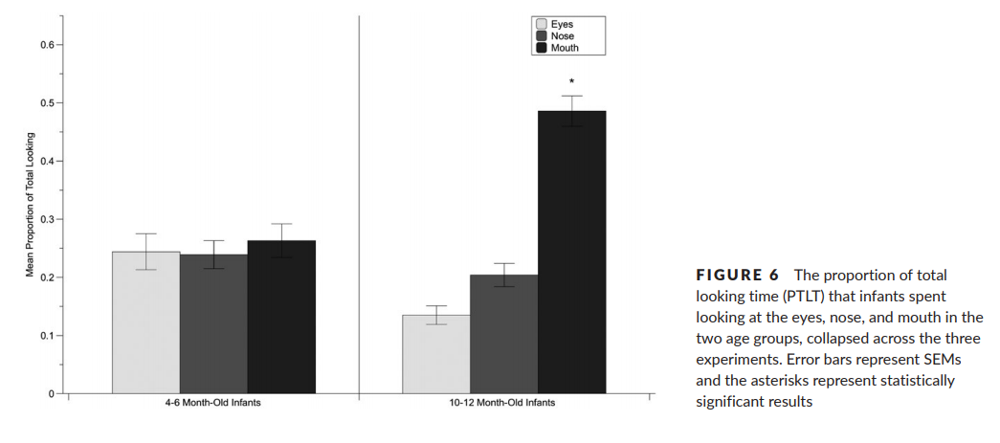 Eyes
Nose
Mouth
*
0.6
0.5
0.4
0.3
0.2
0.1
0
Mean Proportion of Total Looking
4-6 Month-Old Infants
10-12 Month-Old Infants
FIGURE 6 The proportion of total
looking time (PTLT) that infants spent
looking at the eyes, nose, and mouth in the
two age groups, collapsed across the three
experiments. Error bars represent SEMs
and the asterisks represent statistically
significant results